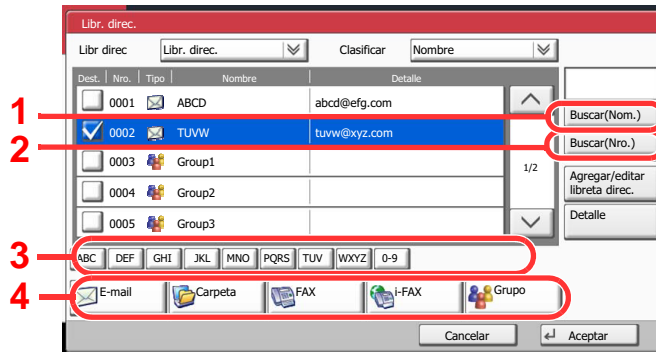 Libr. direc.
Libr direc Libr. direc. Clasificar Nombre
Dest. Nro. Tipo Nombre Detalle
0001 ABCD abcd@efg.com
0002 TUVW tuvw@xyz.com
0003 Group1
0004 Group2
0005 Group3
1/2
1
2
Buscar(Nom.)
Buscar(Nro.)
Agregar/editar
libreta direc.
Detalle
3
ABC DEF GHI JKL MNO PQRS TUV WXYZ 0-9
4
E-mail Carpeta FAX i-FAX Grupo
Cancelar Aceptar